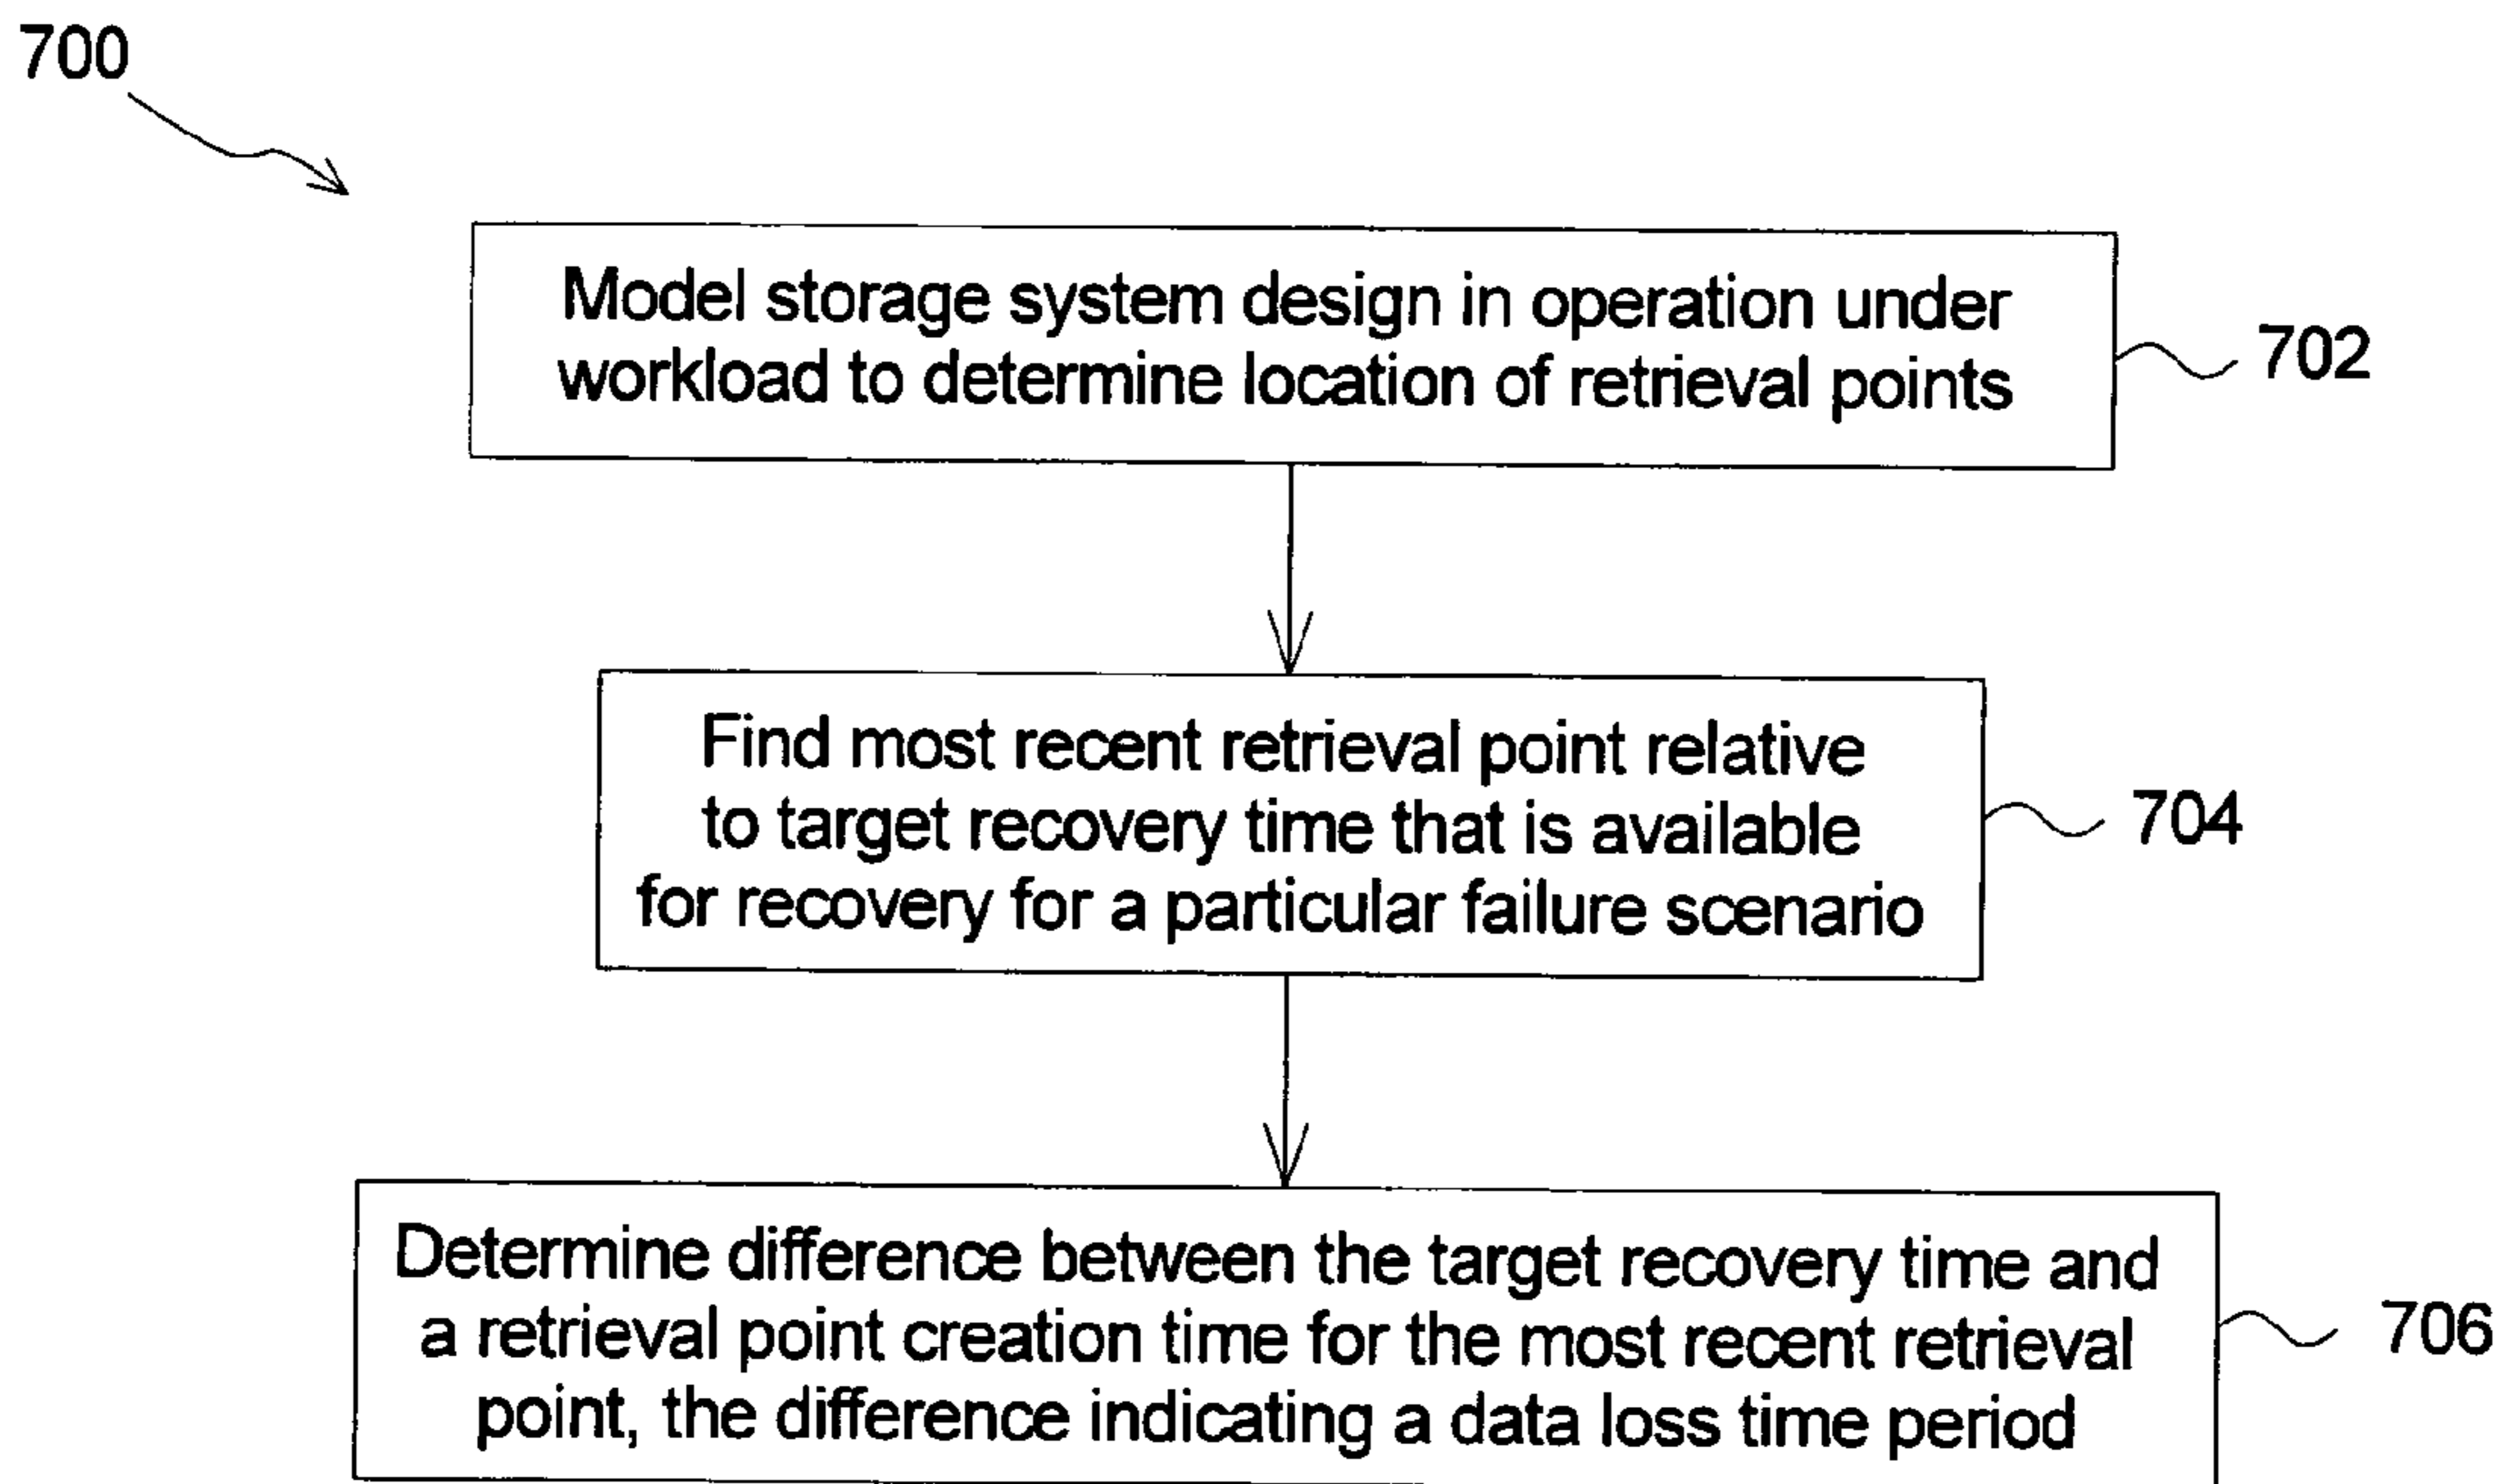 700
Model storage system design in operation under
workload to determine location of retrieval points
702
Find most recent retrieval point relative
to target recovery time that is available
for recovery for a particular failure scenario
704
Determine difference between the target recovery time and
a retrieval point creation time for the most recent retrieval
point, the difference indicating a data loss time period
706